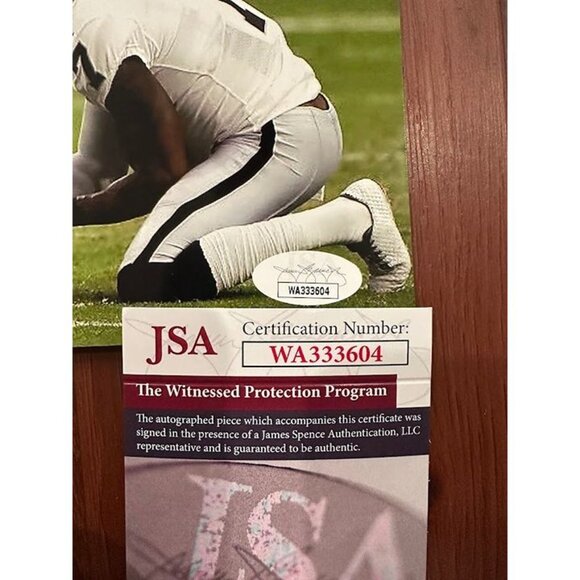 WA333604
JSA
Certification Number:
WA333604
The Witnessed Protection Program
The autographed piece which accompanies this certificate was
signed in the presence of a James Spence Authentication, LLC
representative and is guaranteed to be authentic.
JSA